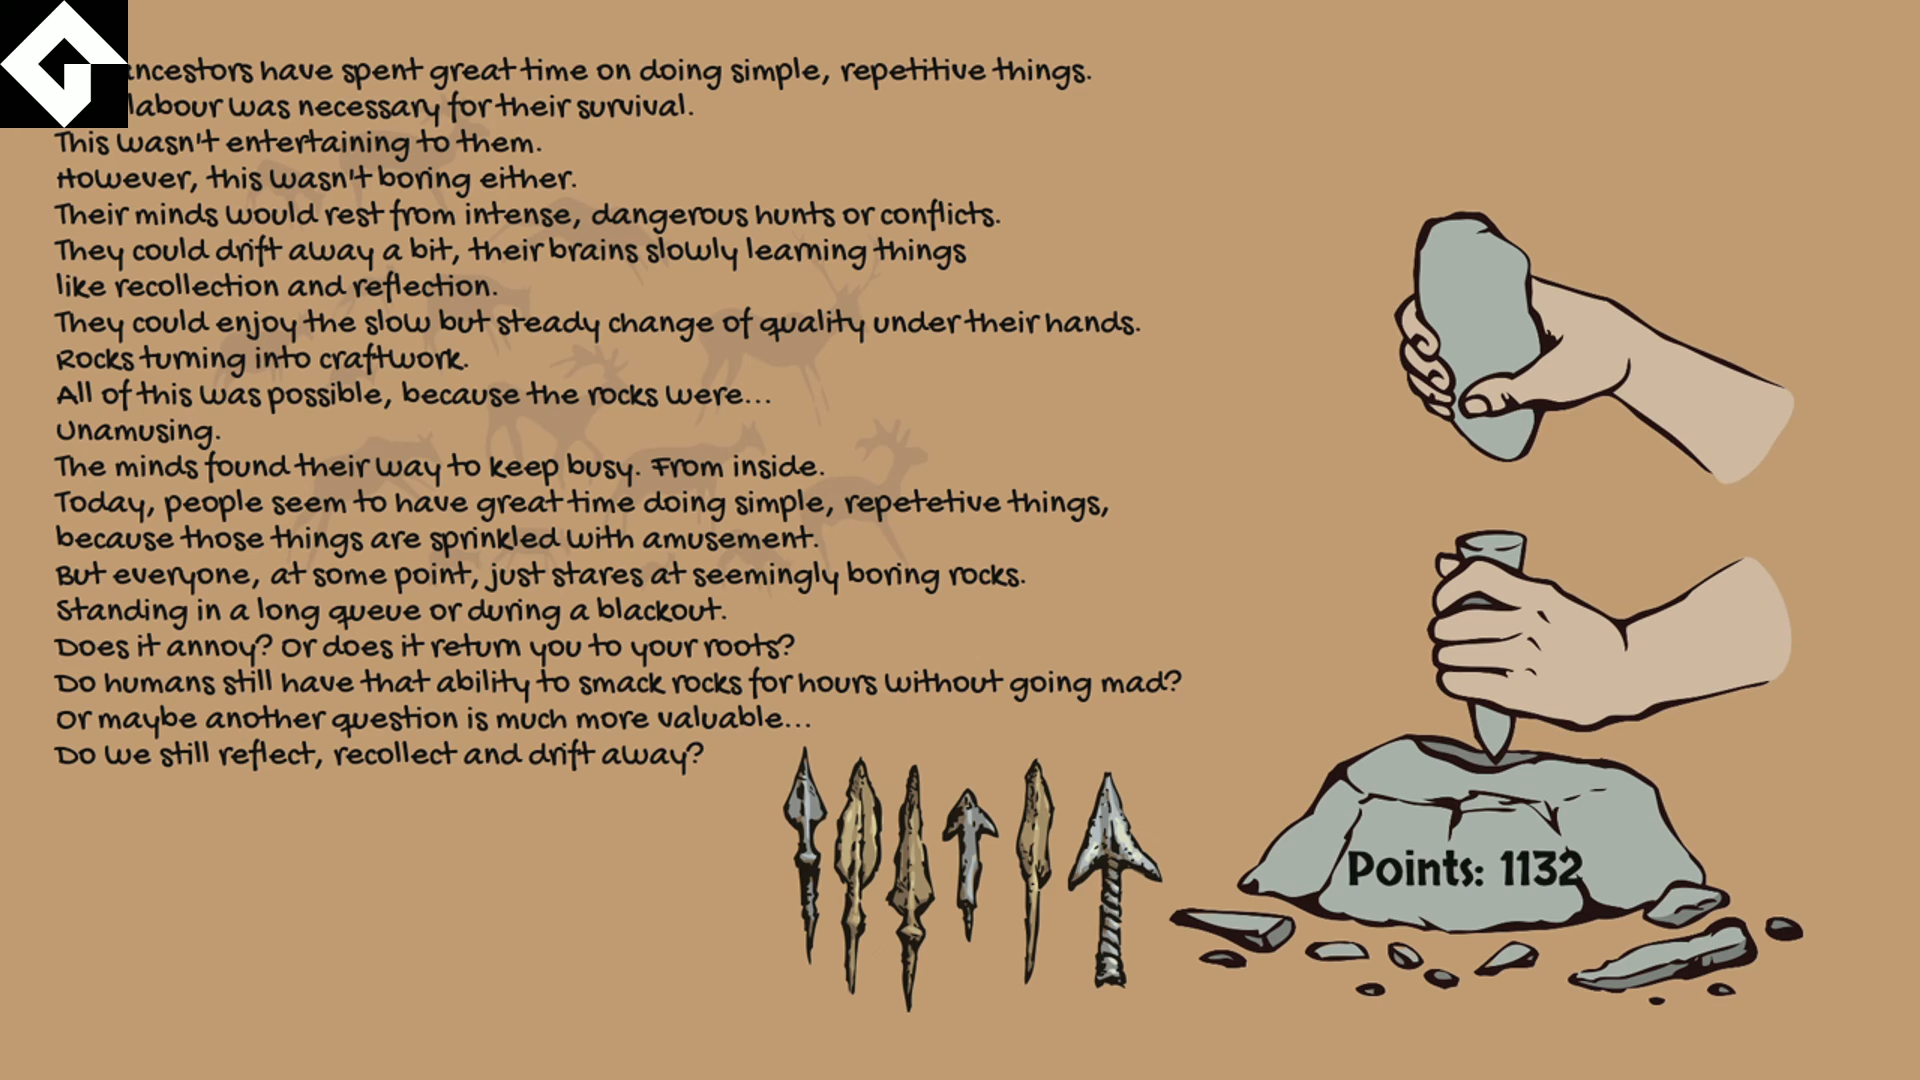 ancestors have spent great time on doing simple, repetitive things.
labour was necessary for their survival.
This wasn't entertaining to them.
However, this wasn't boring either.
Their minds would rest from intense, dangerous hunts or conflicts.
They could drift away a bit, their brains slowly learning things
like recollection and reflection.
They could enjoy the slow but steady change of quality under their hands.
Rocks turning into craftwork.
All of this was possible, because the rocks were...
Unamusing.
The minds found their way to keep busy. From inside.
Today, people seem to have great time doing simple, repetetive things,
because those things are sprinkled with amusement.
But everyone, at some point, just stares at seemingly boring rocks.
Standing in a long queue or during a blackout.
Does it annoy? Or does it return you to your roots?
Do humans still have that ability to smack rocks for hours without going mad?
Or maybe another question is much more valuable...
Do we still reflect, recollect and drift away?
Points: 1132